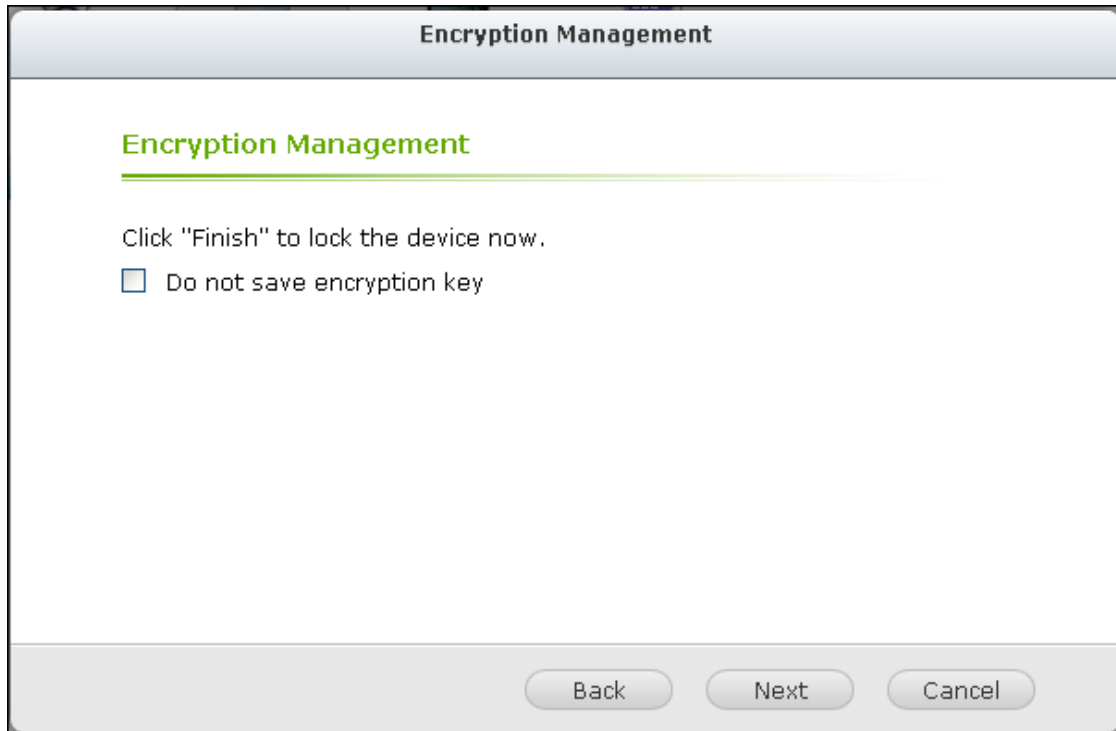 Encryption Management
Encryption Management
Click "Finish" to lock the device now.
Do not save encryption key
Back Next Cancel